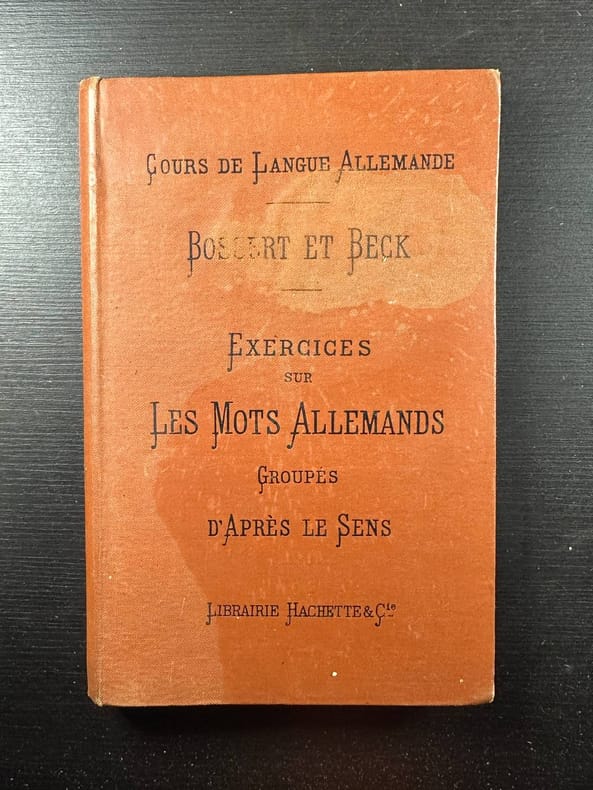 Cours de Langue Allemande
Bossert et Beck
Exercices
sur
Les Mots Allemands
Groupés
d'Après le Sens
Librairie Hachette & Cie